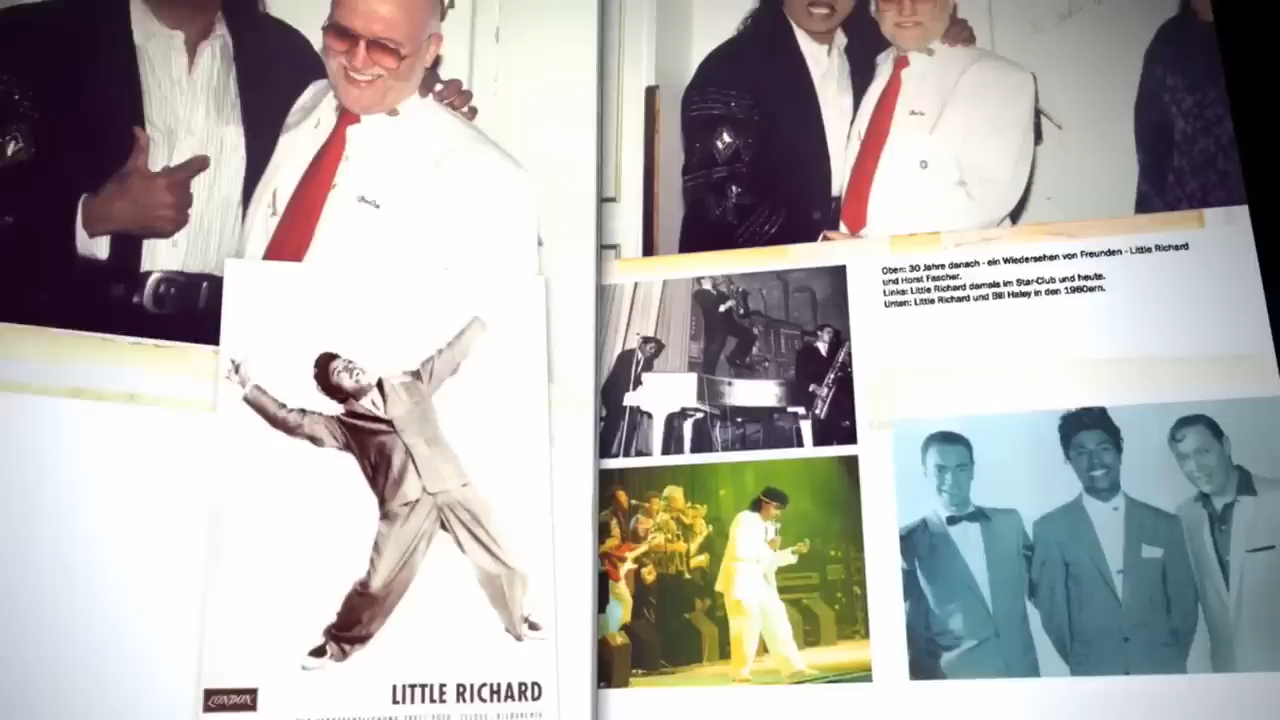 Oben: 30 Jahre danach - ein Wiedersehen von Freunden - Little Richard
und Horst Fascher.
Links: Little Richard damals im Star-Club und heute.
Unten: Little Richard und Bill Haley in den 1960ern.
LONDON
LITTLE RICHARD